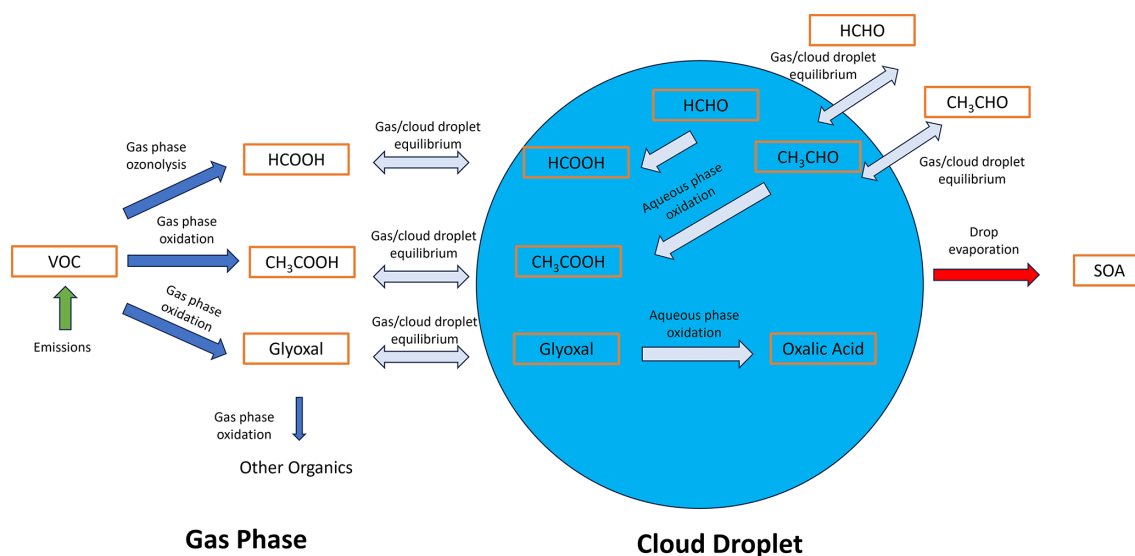 HCHO
Gas/cloud droplet
equilibrium
CH₃CHO
Gas/cloud droplet
equilibrium
Gas phase
ozonolysis
HCOOH
Gas/cloud droplet
equilibrium
HCOOH
HCHO
CH₃CHO
Aqueous phase
oxidation
Gas phase
oxidation
VOC
CH₃COOH
Gas/cloud droplet
equilibrium
CH₃COOH
Drop
evaporation
SOA
Gas phase
oxidation
Emissions
Glyoxal
Gas/cloud droplet
equilibrium
Glyoxal
Aqueous phase
oxidation
Oxalic Acid
Gas phase
oxidation
Other Organics
Gas Phase
Cloud Droplet